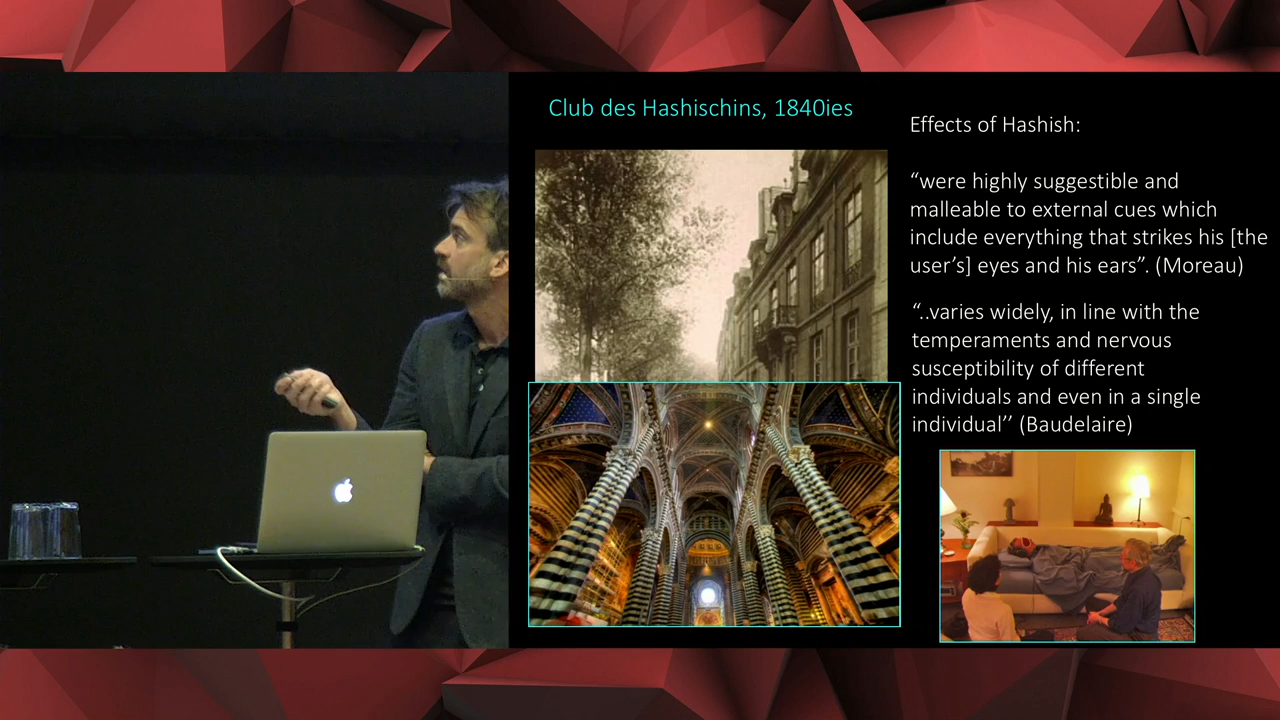 Club des Hashischins, 1840ies
Effects of Hashish:
“were highly suggestible and
malleable to external cues which
include everything that strikes his [the
user’s] eyes and his ears”. (Moreau)
“..varies widely, in line with the
temperaments and nervous
susceptibility of different
individuals and even in a single
individual’’ (Baudelaire)